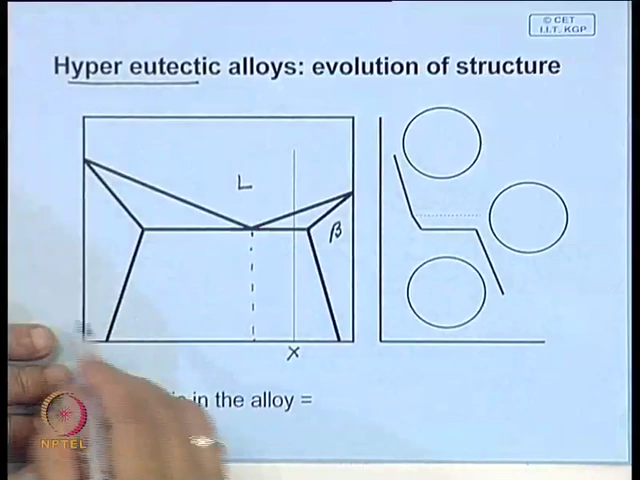 © CET
I.I.T. KGP
Hyper eutectic alloys: evolution of structure
L
β
X
in the alloy =
NPTEL